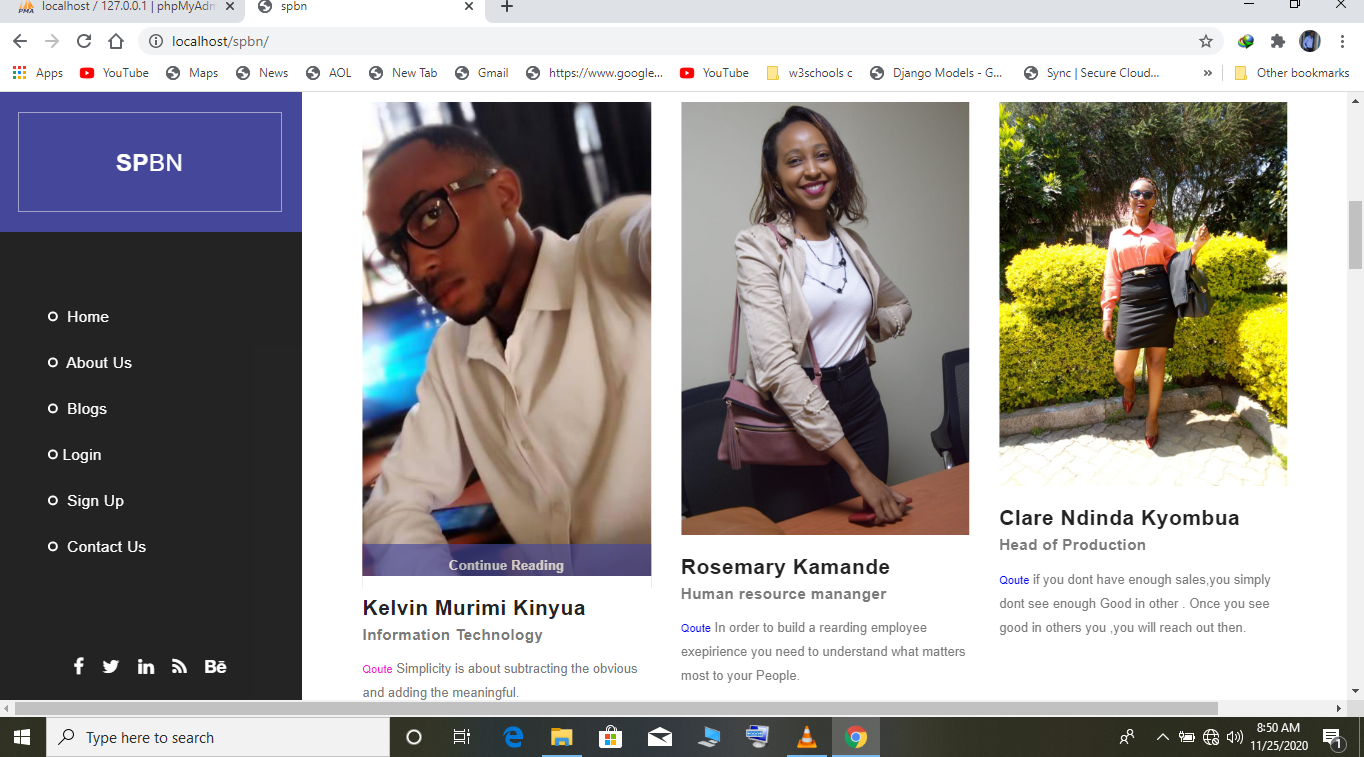 localhost / 127.0.0.1 | phpMyAdm
spbn
localhost/spbn/
Apps YouTube Maps News AOL New Tab Gmail https://www.google... YouTube w3schools c Django Models - G... Sync | Secure Cloud... » Other bookmarks
SPBN
Home
About Us
Blogs
Login
Sign Up
Contact Us
Continue Reading
Kelvin Murimi Kinyua
Information Technology
Qoute Simplicity is about subtracting the obvious
and adding the meaningful.
Rosemary Kamande
Human resource mananger
Qoute In order to build a rearding employee
exepirience you need to understand what matters
most to your People.
Clare Ndinda Kyombua
Head of Production
Qoute if you dont have enough sales,you simply
dont see enough Good in other . Once you see
good in others you ,you will reach out then.
Type here to search
8:50 AM
11/25/2020
1